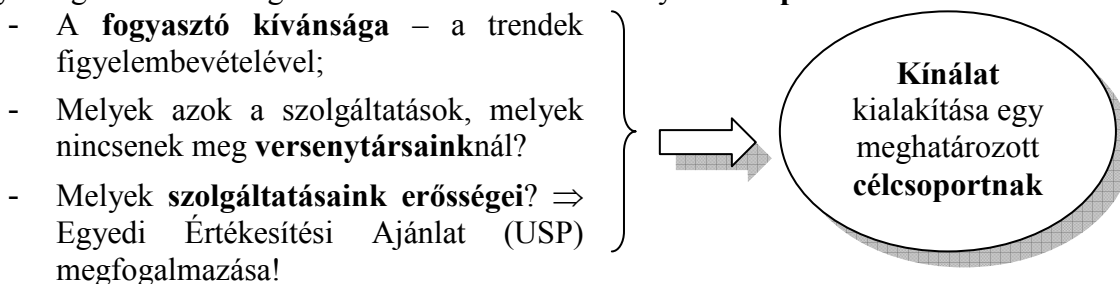 - A fogyasztó kívánsága – a trendek
figyelembevételével;
- Melyek azok a szolgáltatások, melyek
nincsenek meg versenytársainknál?
- Melyek szolgáltatásaink erősségei? ⇒
Egyedi Értékesítési Ajánlat (USP)
megfogalmazása!
Kínálat
kialakítása egy
meghatározott
célcsoportnak